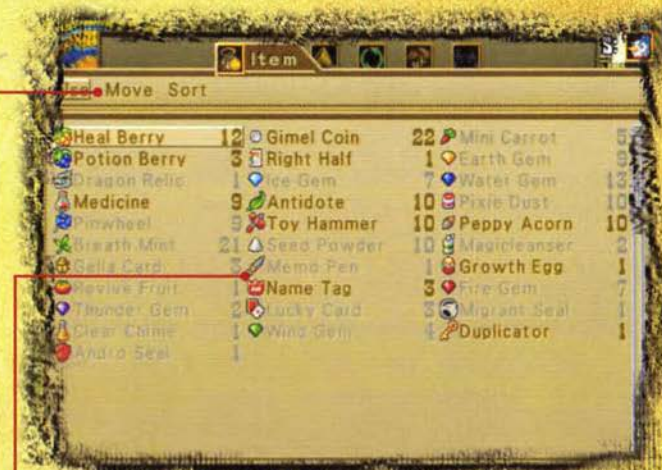 Item
Use Move Sort
Heal Berry 12 Gimel Coin 22 Mini Carrot 5
Potion Berry 3 Right Half 1 Earth Gem 9
Dragon Relic 1 Ice Gem 7 Water Gem 13
Medicine 9 Antidote 10 Pixie Dust 10
Pinwheel 9 Toy Hammer 10 Peppy Acorn 10
Breath Mint 21 Seed Powder 10 Magicleanser 2
Gella Card 3 Memo Pen 1 Growth Egg 1
Revive Fruit 1 Name Tag 3 Fire Gem 7
Thunder Gem 2 Lucky Card 3 Migrant Seal 1
Clear Chime 1 Wind Gem 4 Duplicator 1
Andro Seal 1